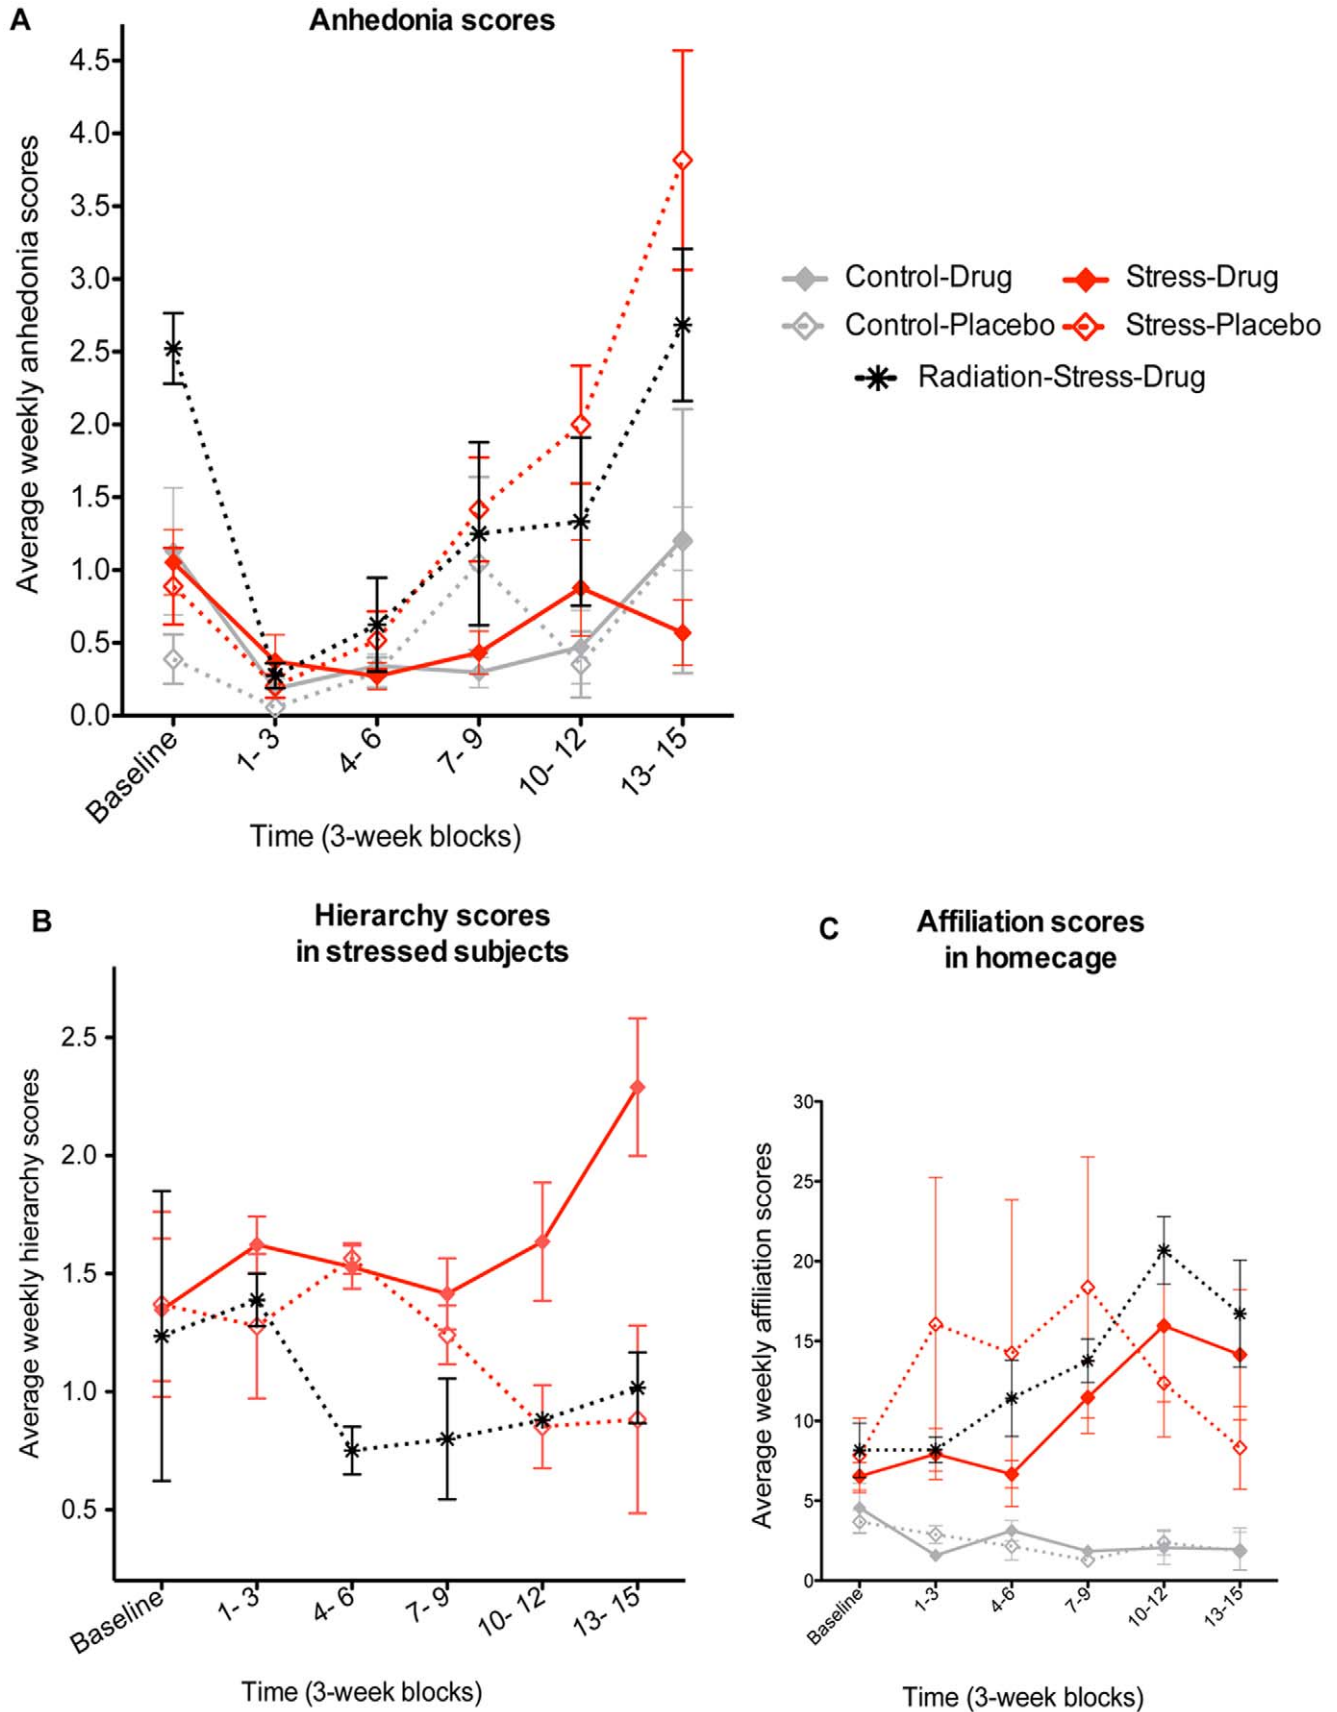 A
Anhedonia scores
Average weekly anhedonia scores
4.5
4.0
3.5
3.0
2.5
2.0
1.5
1.0
0.5
0.0
Baseline
1- 3
4- 6
7- 9
10- 12
13- 15
Time (3-week blocks)
Control-Drug
Stress-Drug
Control-Placebo
Stress-Placebo
Radiation-Stress-Drug
B
Hierarchy scores
in stressed subjects
Average weekly hierarchy scores
2.5
2.0
1.5
1.0
0.5
Baseline
1- 3
4- 6
7- 9
10- 12
13- 15
Time (3-week blocks)
C
Affiliation scores
in homecage
Average weekly affiliation scores
30
25
20
15
10
5
0
Baseline
1-3
4-6
7-9
10-12
13-15
Time (3-week blocks)